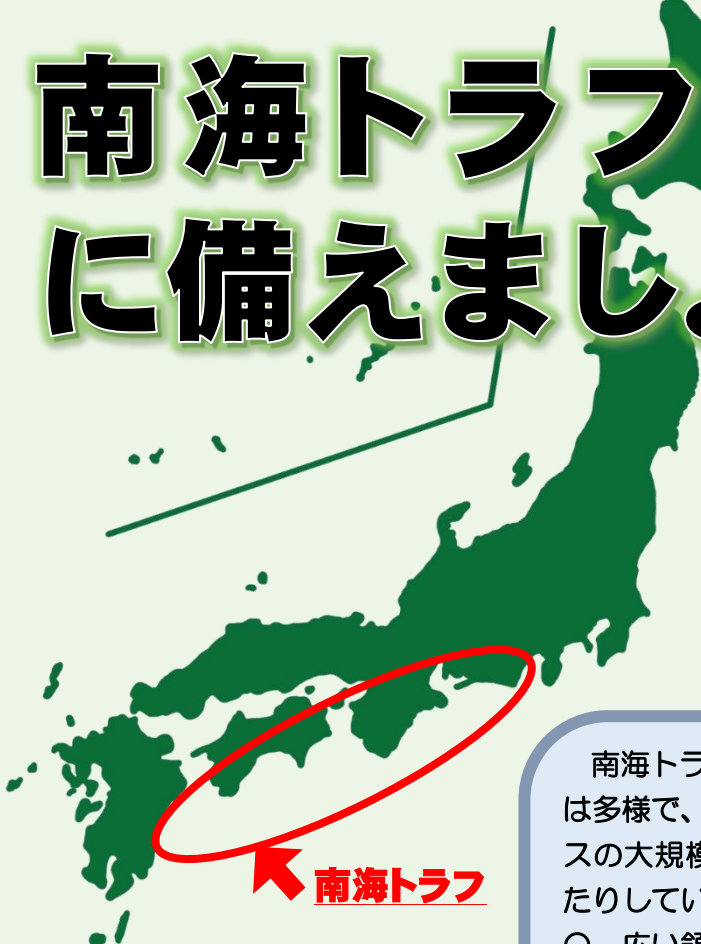 南海トラフ
に備えまし
南海トラフ
南海トラ
は多様で、
スの大規模
たりしてい